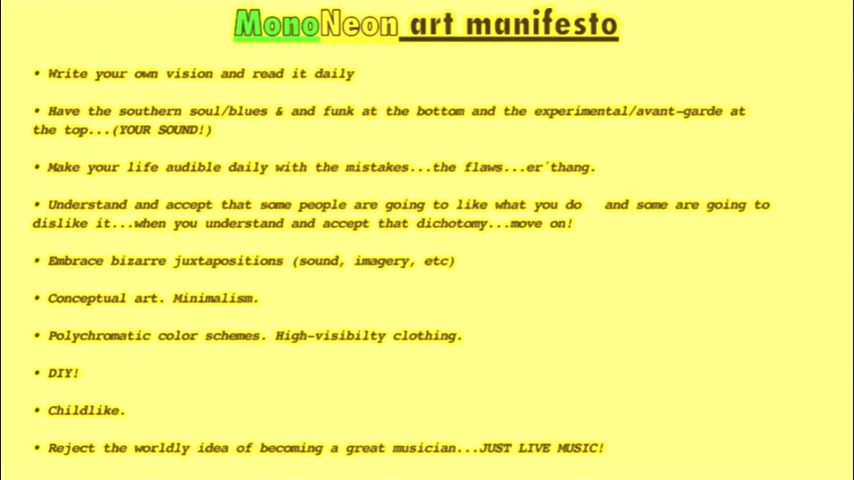 MonoNeon art manifesto
• Write your own vision and read it daily
• Have the southern soul/blues & and funk at the bottom and the experimental/avant-garde at
the top...(YOUR SOUND!)
• Make your life audible daily with the mistakes...the flaws...er'thang.
• Understand and accept that some people are going to like what you do  and some are going to
dislike it...when you understand and accept that dichotomy...move on!
• Embrace bizarre juxtapositions (sound, imagery, etc)
• Conceptual art. Minimalism.
• Polychromatic color schemes. High-visibilty clothing.
• DIY!
• Childlike.
• Reject the worldly idea of becoming a great musician...JUST LIVE MUSIC!